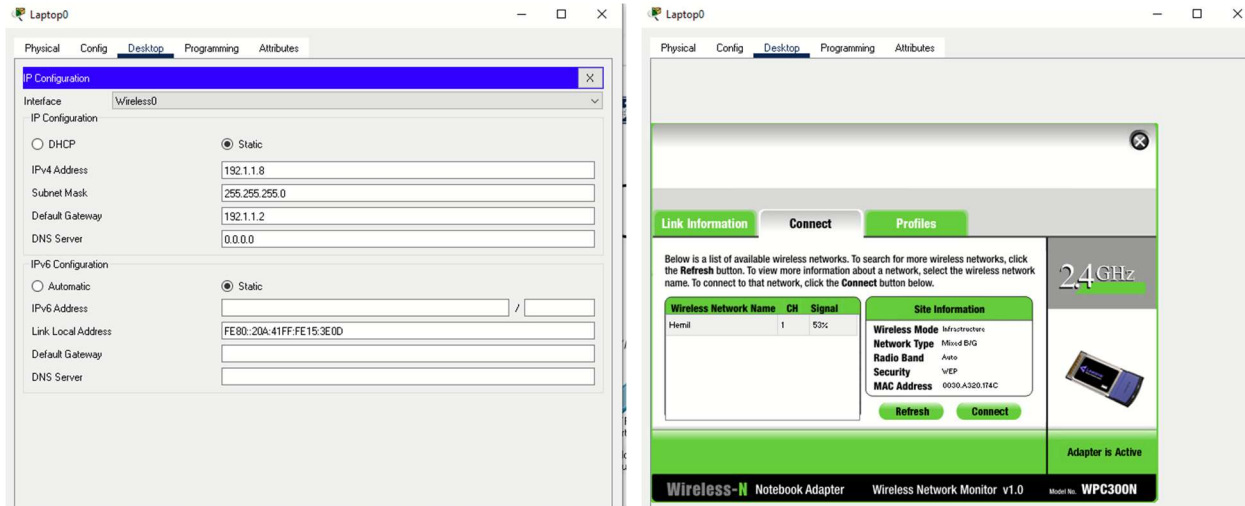 Laptop0
Physical Config Desktop Programming Attributes
IP Configuration X
Interface Wireless0
IP Configuration
DHCP Static
IPv4 Address 192.1.1.8
Subnet Mask 255.255.255.0
Default Gateway 192.1.1.2
DNS Server 0.0.0.0
IPv6 Configuration
Automatic Static
IPv6 Address /
Link Local Address FE80::20A:41FF:FE15:3E0D
Default Gateway
DNS Server
Laptop0
Physical Config Desktop Programming Attributes
Link Information Connect Profiles
Below is a list of available wireless networks. To search for more wireless networks, click
the Refresh button. To view more information about a network, select the wireless network
name. To connect to that network, click the Connect button below.
2.4GHz
Wireless Network Name CH Signal
Hemil 1 53%
Site Information
Wireless Mode Infrastructure
Network Type Mixed B/G
Radio Band Auto
Security WEP
MAC Address 0030.A320.174C
Refresh Connect
Adapter is Active
Wireless-N Notebook Adapter Wireless Network Monitor v1.0 Model No. WPC300N